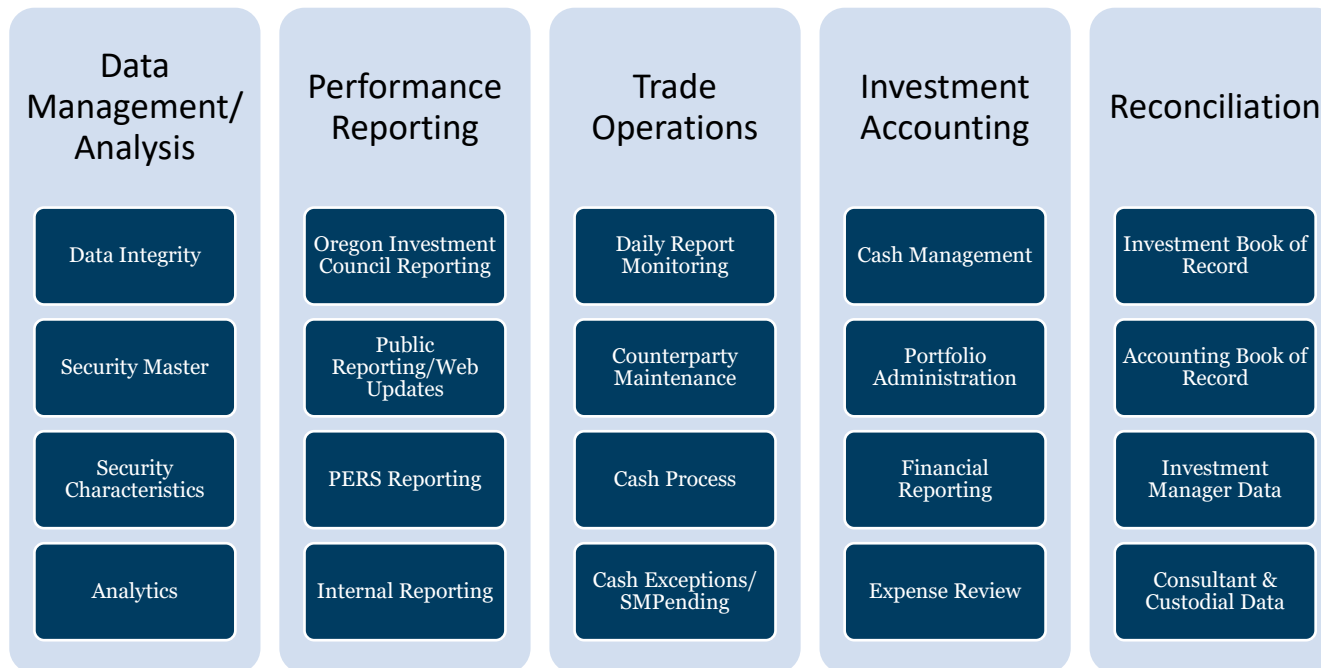 Data
Management/
Analysis
Data Integrity
Security Master
Security
Characteristics
Analytics
Performance
Reporting
Oregon Investment
Council Reporting
Public
Reporting/Web
Updates
PERS Reporting
Internal Reporting
Trade
Operations
Daily Report
Monitoring
Counterparty
Maintenance
Cash Process
Cash Exceptions/
SMPending
Investment
Accounting
Cash Management
Portfolio
Administration
Financial
Reporting
Expense Review
Reconciliation
Investment Book of
Record
Accounting Book of
Record
Investment
Manager Data
Consultant &
Custodial Data